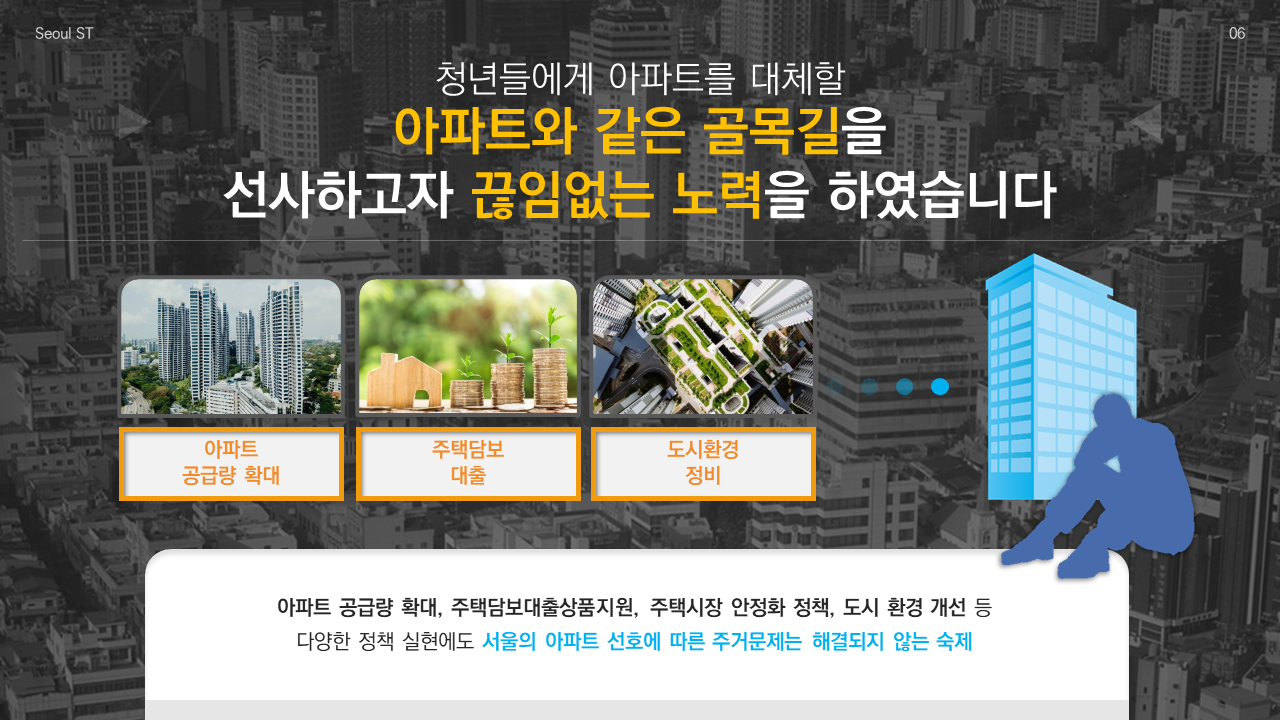 Seoul ST
06
청년들에게 아파트를 대체할
아파트와 같은 골목길을
선사하고자 끊임없는 노력을 하였습니다
아파트
공급량 확대
주택담보
대출
도시환경
정비
아파트 공급량 확대, 주택담보대출상품지원, 주택시장 안정화 정책, 도시 환경 개선 등
다양한 정책 실현에도 서울의 아파트 선호에 따른 주거문제는 해결되지 않는 숙제